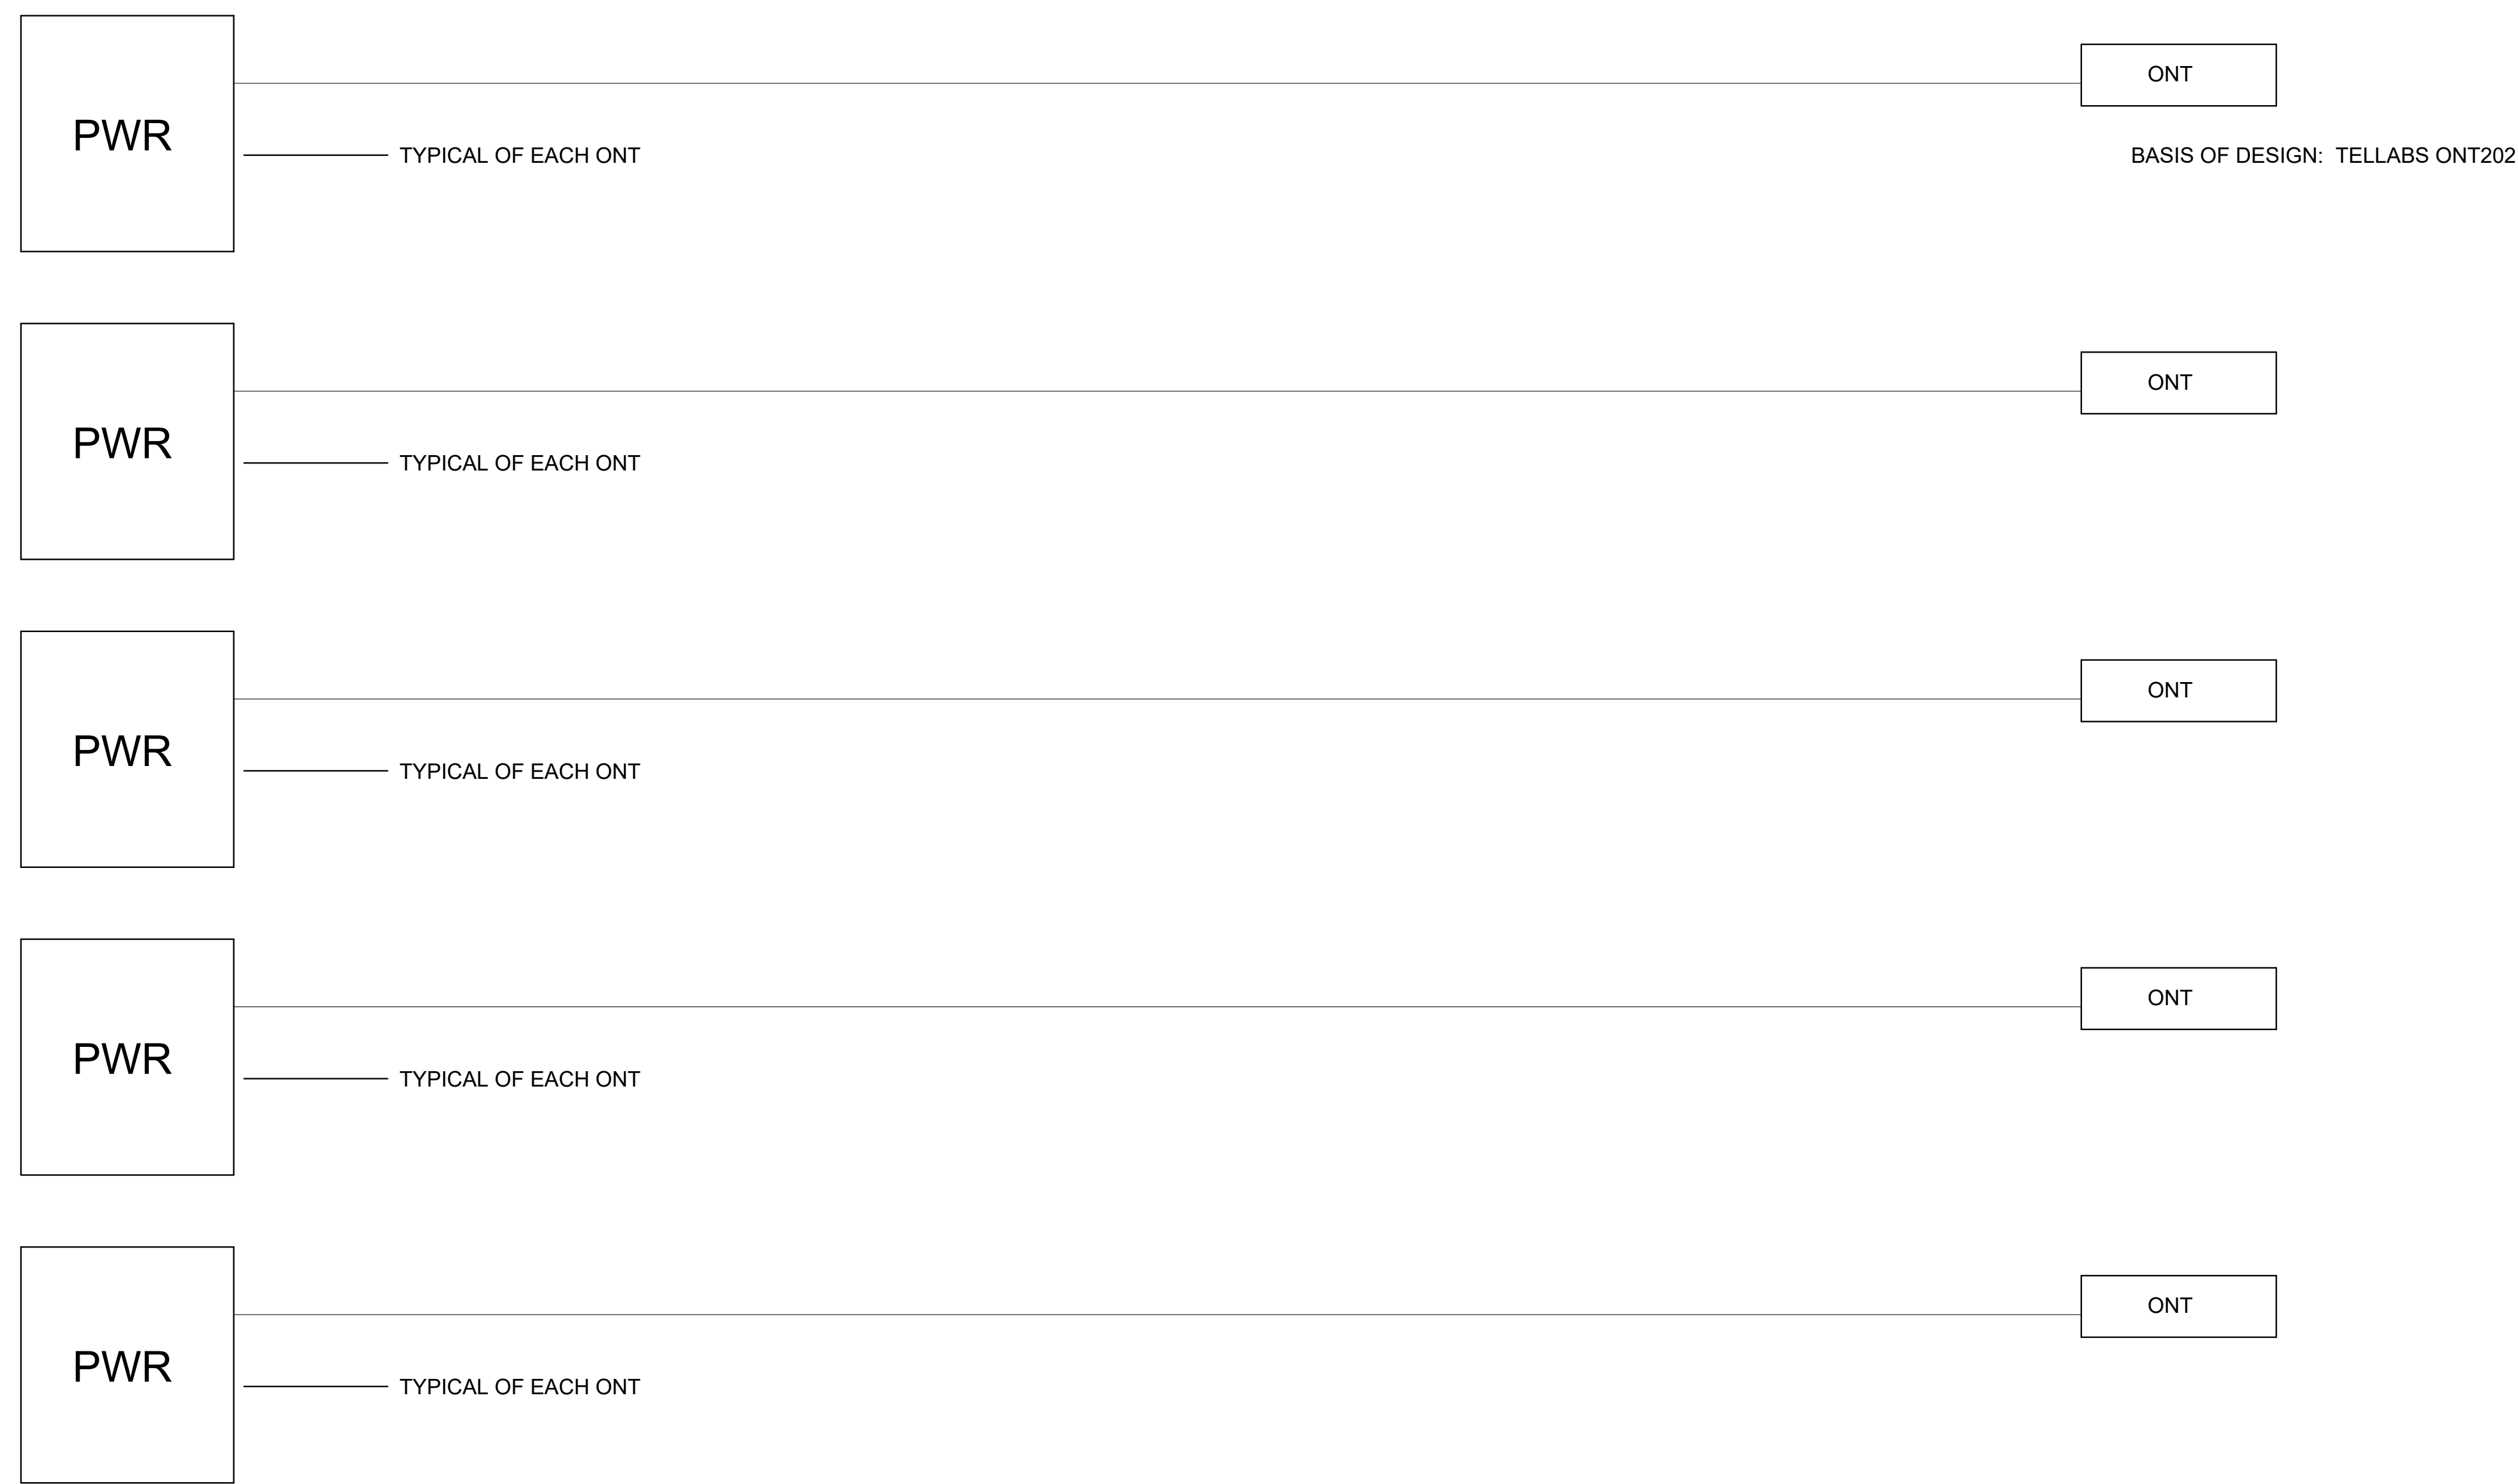 ONT
PWR
TYPICAL OF EACH ONT
BASIS OF DESIGN:  TELLABS ONT202
ONT
PWR
TYPICAL OF EACH ONT
ONT
PWR
TYPICAL OF EACH ONT
ONT
PWR
TYPICAL OF EACH ONT
ONT
PWR
TYPICAL OF EACH ONT